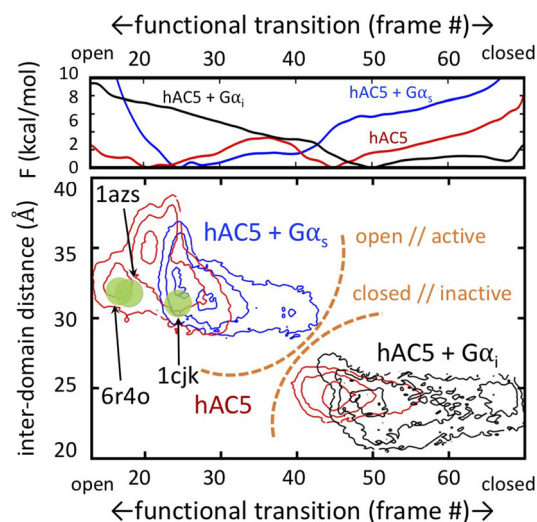 ←functional transition (frame #)→
open 20 30 40 50 60 closed
F (kcal/mol)
10
8
6
4
2
0
hAC5 + Gαi
hAC5 + Gαs
hAC5
inter-domain distance (Å)
40
35
30
25
20
1azs
hAC5 + Gαs
open // active
closed // inactive
6r4o
1cjk
hAC5
hAC5 + Gαi
open 20 30 40 50 60 closed
←functional transition (frame #)→